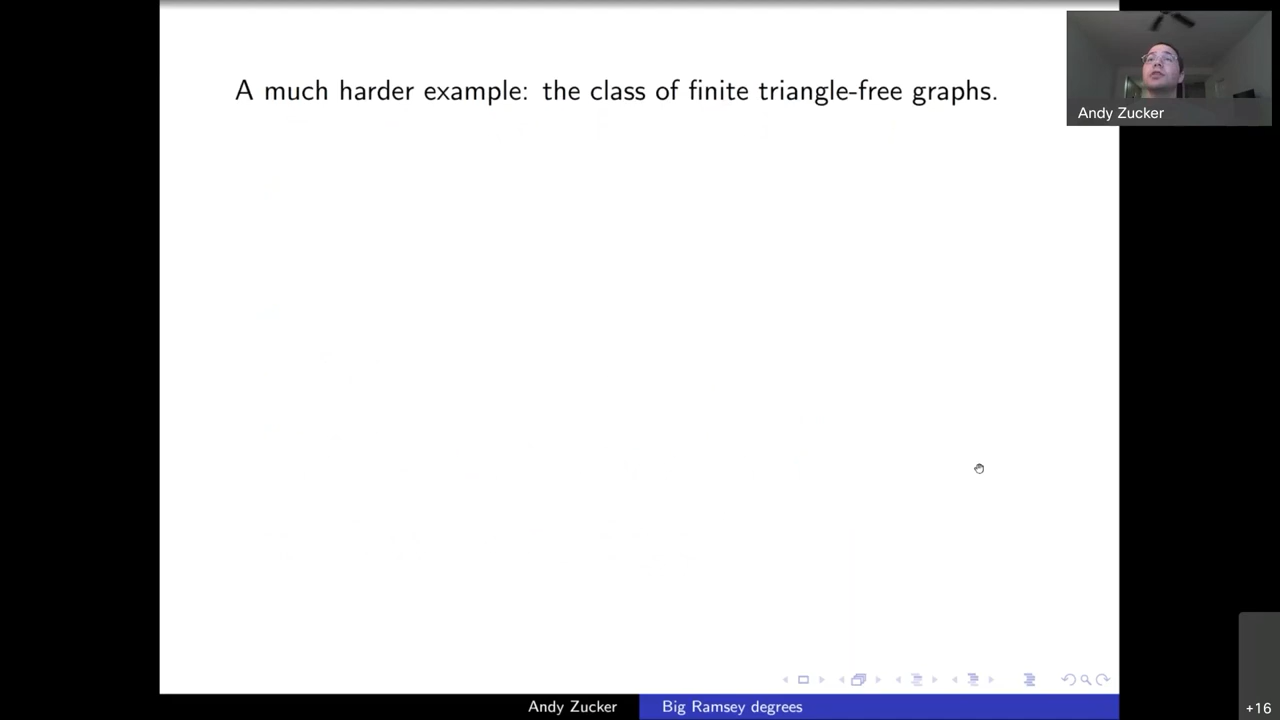 A much harder example: the class of finite triangle-free graphs.
Andy Zucker
Andy Zucker
Big Ramsey degrees
+16